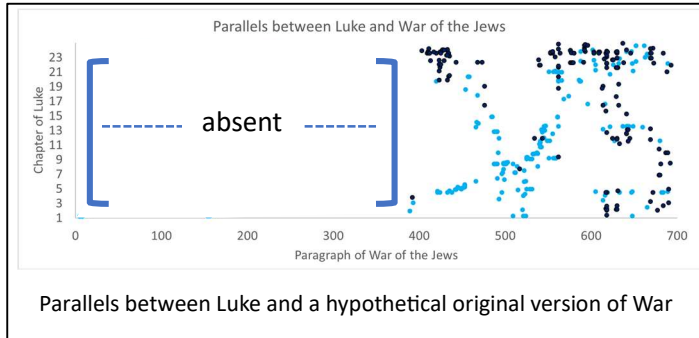 Parallels between Luke and War of the Jews
Chapter of Luke
23
21
19
17
15
13
11
9
7
5
3
1
absent
0 100 200 300 400 500 600 700
Paragraph of War of the Jews
Parallels between Luke and a hypothetical original version of War